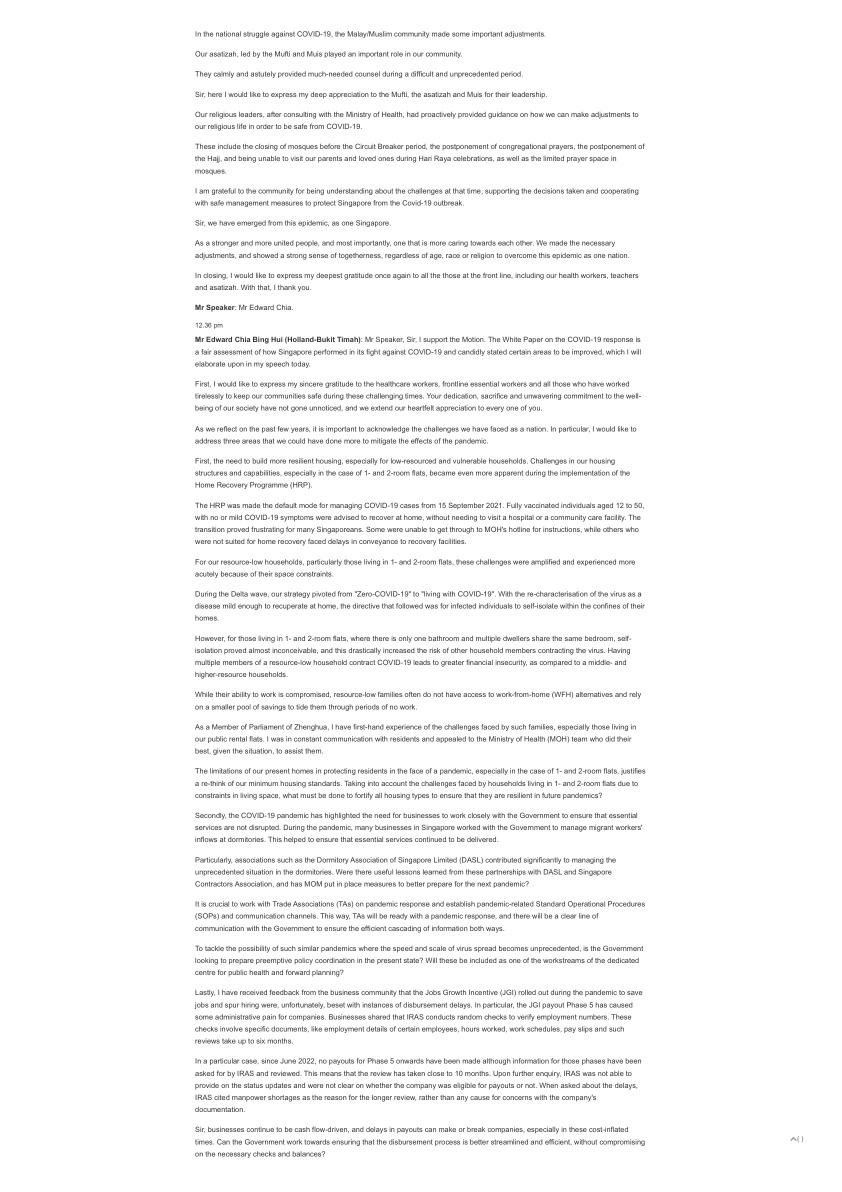 In the national struggle against COVID-19, the Malay/Muslim community made some important adjustments.
Our asatizah, led by the Mufti and Muis played an important role in our community.
They calmly and astutely provided much-needed counsel during a difficult and unprecedented period.
Sir, here I would like to express my deep appreciation to the Mufti, the asatizah and Muis for their leadership.
Our religious leaders, after consulting with the Ministry of Health, had proactively provided guidance on how we can make adjustments to
our religious life in order to be safe from COVID-19.
These include the closing of mosques before the Circuit Breaker period, the postponement of congregational prayers, the postponement of
the Hajj, and being unable to visit our parents and loved ones during Hari Raya celebrations, as well as the limited prayer space in
mosques.
I am grateful to the community for being understanding about the challenges at that time, supporting the decisions taken and cooperating
with safe management measures to protect Singapore from the Covid-19 outbreak.
Sir, we have emerged from this epidemic, as one Singapore.
As a stronger and more united people, and most importantly, one that is more caring towards each other. We made the necessary
adjustments, and showed a strong sense of togetherness, regardless of age, race or religion to overcome this epidemic as one nation.
In closing, I would like to express my deepest gratitude once again to all the those at the front line, including our health workers, teachers
and asatizah. With that, I thank you.
Mr Speaker: Mr Edward Chia.
12.36 pm
Mr Edward Chia Bing Hui (Holland-Bukit Timah): Mr Speaker, Sir, I support the Motion. The White Paper on the COVID-19 response is
a fair assessment of how Singapore performed in its fight against COVID-19 and candidly stated certain areas to be improved, which I will
elaborate upon in my speech today.
First, I would like to express my sincere gratitude to the healthcare workers, frontline essential workers and all those who have worked
tirelessly to keep our communities safe during these challenging times. Your dedication, sacrifice and unwavering commitment to the well-
being of our society have not gone unnoticed, and we extend our heartfelt appreciation to every one of you.
As we reflect on the past few years, it is important to acknowledge the challenges we have faced as a nation. In particular, I would like to
address three areas that we could have done more to mitigate the effects of the pandemic.
First, the need to build more resilient housing, especially for low-resourced and vulnerable households. Challenges in our housing
structures and capabilities, especially in the case of 1- and 2-room flats, became even more apparent during the implementation of the
Home Recovery Programme (HRP).
The HRP was made the default mode for managing COVID-19 cases from 15 September 2021. Fully vaccinated individuals aged 12 to 50,
with no or mild COVID-19 symptoms were advised to recover at home, without needing to visit a hospital or a community care facility. The
transition proved frustrating for many Singaporeans. Some were unable to get through to MOH's hotline for instructions, while others who
were not suited for home recovery faced delays in conveyance to recovery facilities.
For our resource-low households, particularly those living in 1- and 2-room flats, these challenges were amplified and experienced more
acutely because of their space constraints.
During the Delta wave, our strategy pivoted from "Zero-COVID-19" to "living with COVID-19". With the re-characterisation of the virus as a
disease mild enough to recuperate at home, the directive that followed was for infected individuals to self-isolate within the confines of their
homes.
However, for those living in 1- and 2-room flats, where there is only one bathroom and multiple dwellers share the same bedroom, self-
isolation proved almost inconceivable, and this drastically increased the risk of other household members contracting the virus. Having
multiple members of a resource-low household contract COVID-19 leads to greater financial insecurity, as compared to a middle- and
higher-resource households.
While their ability to work is compromised, resource-low families often do not have access to work-from-home (WFH) alternatives and rely
on a smaller pool of savings to tide them through periods of no work.
As a Member of Parliament of Zhenghua, I have first-hand experience of the challenges faced by such families, especially those living in
our public rental flats. I was in constant communication with residents and appealed to the Ministry of Health (MOH) team who did their
best, given the situation, to assist them.
The limitations of our present homes in protecting residents in the face of a pandemic, especially in the case of 1- and 2-room flats, justifies
a re-think of our minimum housing standards. Taking into account the challenges faced by households living in 1- and 2-room flats due to
constraints in living space, what must be done to fortify all housing types to ensure that they are resilient in future pandemics?
Secondly, the COVID-19 pandemic has highlighted the need for businesses to work closely with the Government to ensure that essential
services are not disrupted. During the pandemic, many businesses in Singapore worked with the Government to manage migrant workers'
inflows at dormitories. This helped to ensure that essential services continued to be delivered.
Particularly, associations such as the Dormitory Association of Singapore Limited (DASL) contributed significantly to managing the
unprecedented situation in the dormitories. Were there useful lessons learned from these partnerships with DASL and Singapore
Contractors Association, and has MOM put in place measures to better prepare for the next pandemic?
It is crucial to work with Trade Associations (TAs) on pandemic response and establish pandemic-related Standard Operational Procedures
(SOPs) and communication channels. This way, TAs will be ready with a pandemic response, and there will be a clear line of
communication with the Government to ensure the efficient cascading of information both ways.
To tackle the possibility of such similar pandemics where the speed and scale of virus spread becomes unprecedented, is the Government
looking to prepare preemptive policy coordination in the present state? Will these be included as one of the workstreams of the dedicated
centre for public health and forward planning?
Lastly, I have received feedback from the business community that the Jobs Growth Incentive (JGI) rolled out during the pandemic to save
jobs and spur hiring were, unfortunately, beset with instances of disbursement delays. In particular, the JGI payout Phase 5 has caused
some administrative pain for companies. Businesses shared that IRAS conducts random checks to verify employment numbers. These
checks involve specific documents, like employment details of certain employees, hours worked, work schedules, pay slips and such
reviews take up to six months.
In a particular case, since June 2022, no payouts for Phase 5 onwards have been made although information for those phases have been
asked for by IRAS and reviewed. This means that the review has taken close to 10 months. Upon further enquiry, IRAS was not able to
provide on the status updates and were not clear on whether the company was eligible for payouts or not. When asked about the delays,
IRAS cited manpower shortages as the reason for the longer review, rather than any cause for concerns with the company's
documentation.
Sir, businesses continue to be cash flow-driven, and delays in payouts can make or break companies, especially in these cost-inflated
times. Can the Government work towards ensuring that the disbursement process is better streamlined and efficient, without compromising
on the necessary checks and balances?
( )